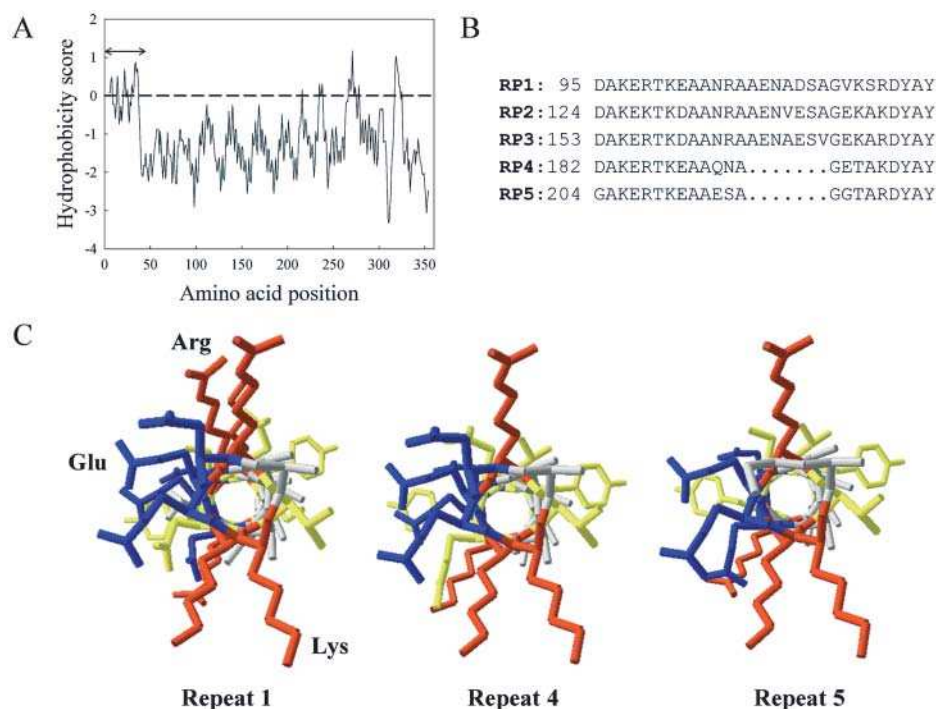 A
Hydrophobicity score
2
1
0
-1
-2
-3
-4
0 50 100 150 200 250 300 350
Amino acid position
B
RP1: 95 DAKERTKEAANRAAENADSAGVKSRDYAY
RP2: 124 DAKERTKDAANRAAENVESAGEKAKDYAY
RP3: 153 DAKERTKDAANRAAENAESVGEKARDYAY
RP4: 182 DAKERTKEAAQNA.......GETAKDYAY
RP5: 204 GAKERTKEAAESA.......GGTARDYAY
C
Arg
Glu
Lys
Repeat 1
Repeat 4
Repeat 5